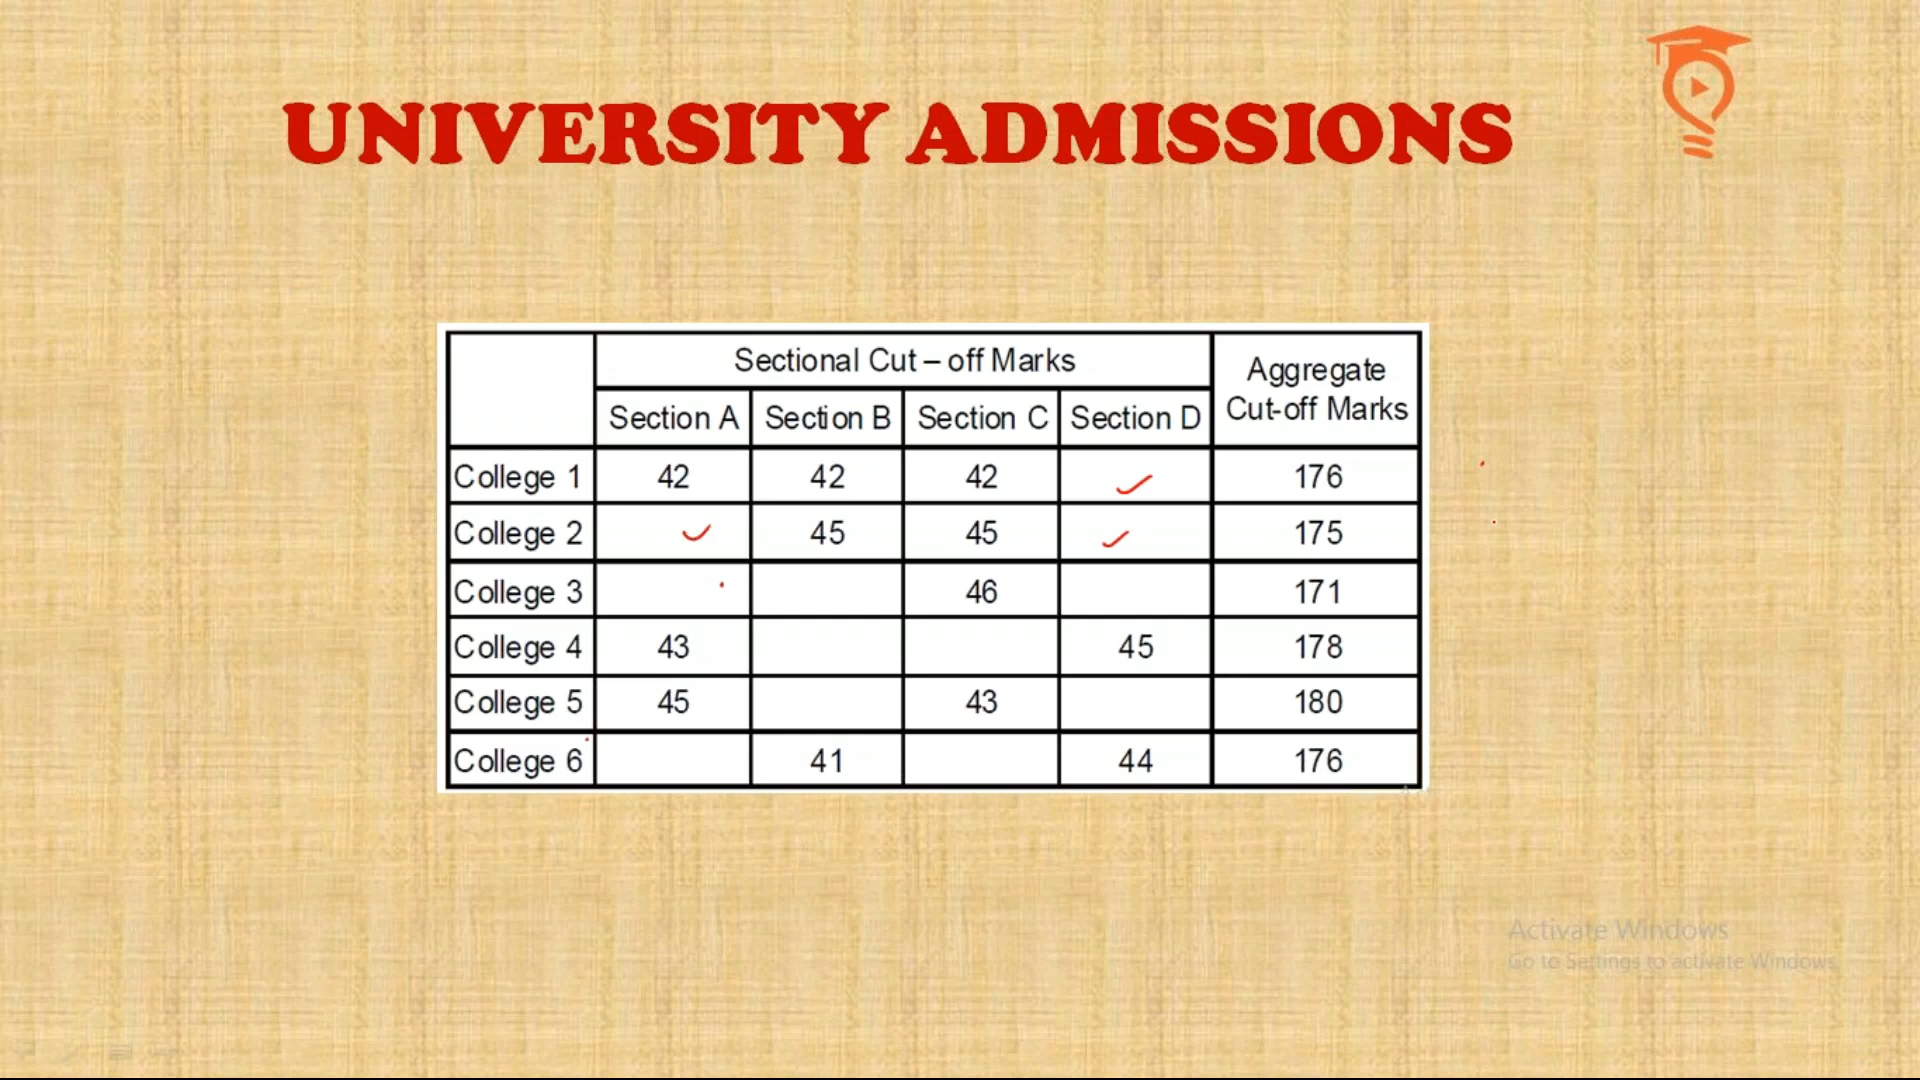 UNIVERSITY ADMISSIONS
Sectional Cut – off Marks
Aggregate Cut-off Marks
Section A Section B Section C Section D
College 1 42 42 42 176
College 2 45 45 175
College 3 46 171
College 4 43 45 178
College 5 45 43 180
College 6 41 44 176
Activate Windows
Go to Settings to activate Windows.